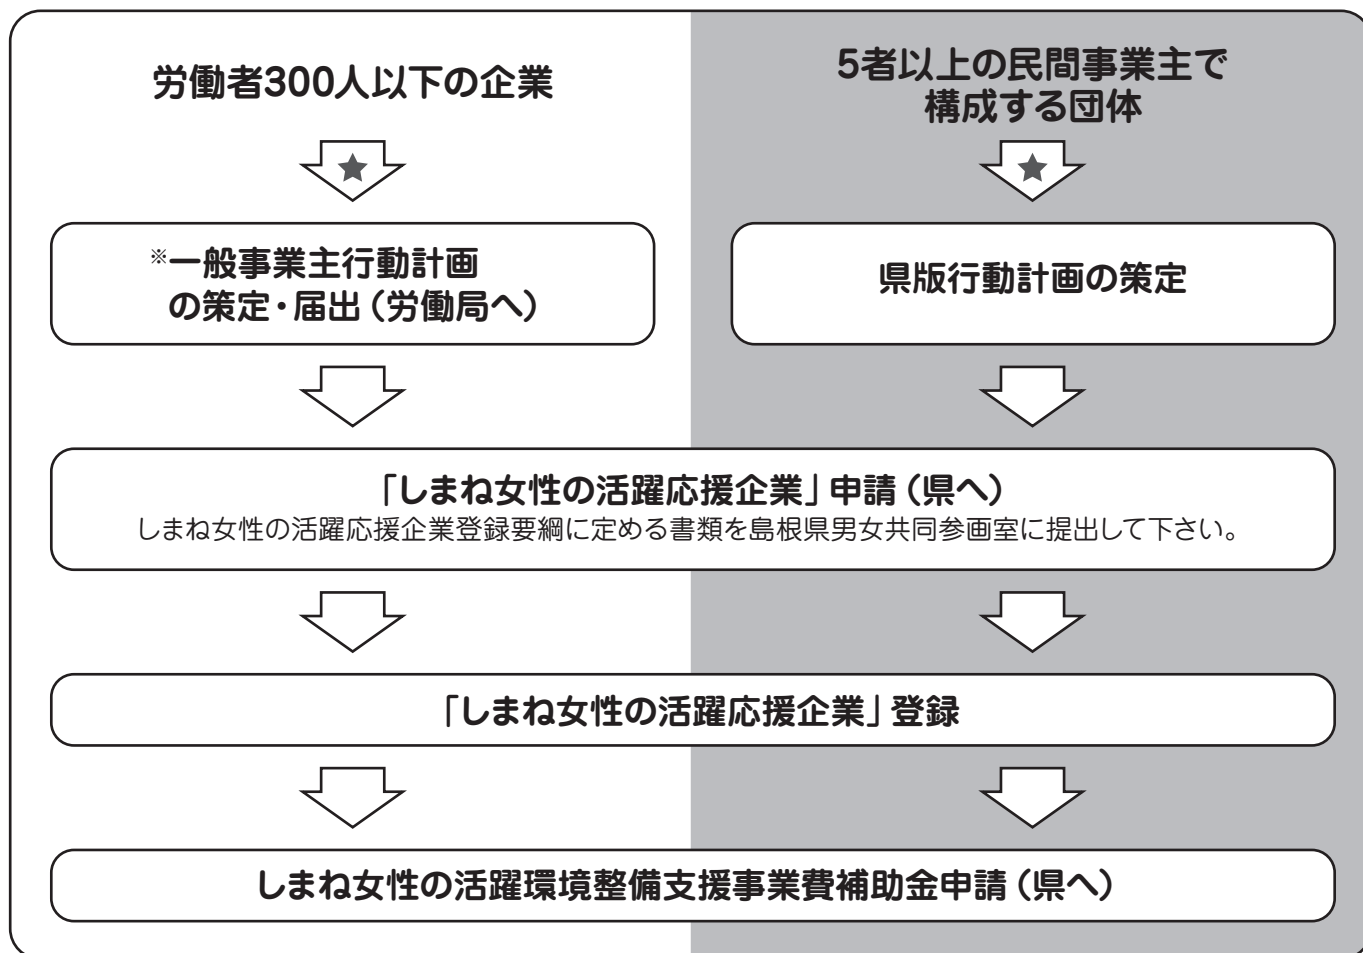 労働者300人以下の企業
5者以上の民間事業主で
構成する団体
★
★
※一般事業主行動計画
の策定・届出（労働局へ）
県版行動計画の策定
「しまね女性の活躍応援企業」申請（県へ）
しまね女性の活躍応援企業登録要綱に定める書類を島根県男女共同参画室に提出して下さい。
「しまね女性の活躍応援企業」登録
しまね女性の活躍環境整備支援事業費補助金申請（県へ）